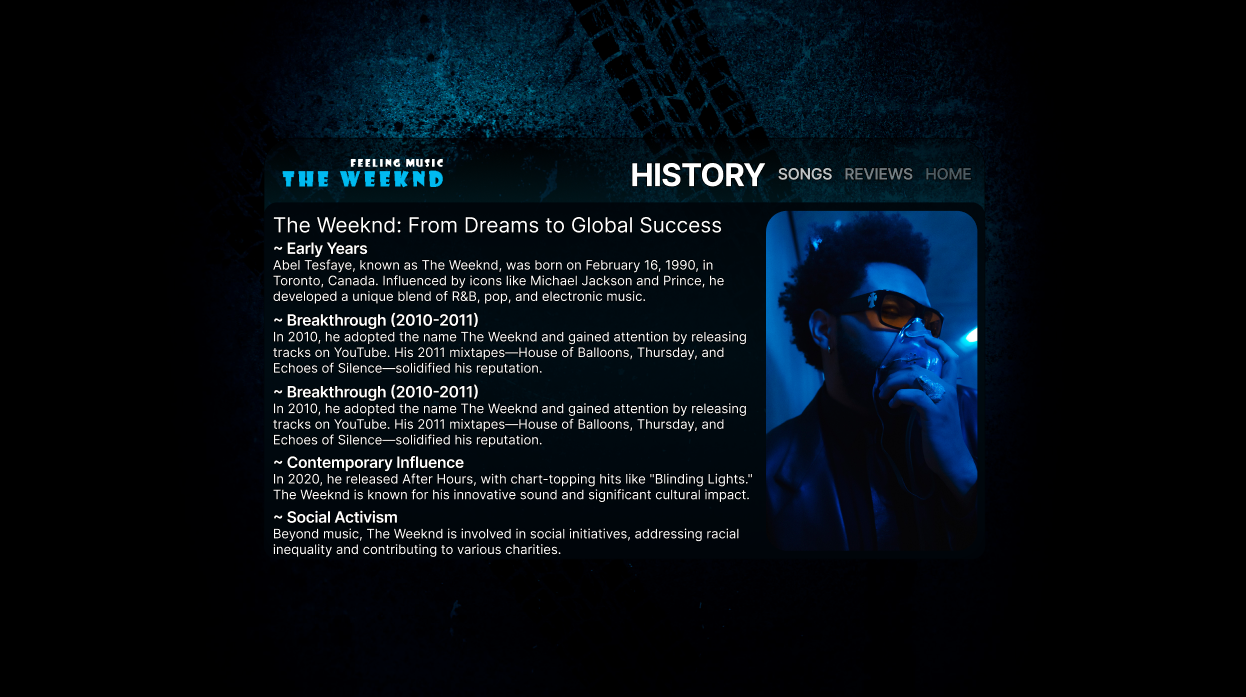 FEELING MUSIC
THE WEEKND
HISTORY SONGS REVIEWS HOME
The Weeknd: From Dreams to Global Success
~ Early Years
Abel Tesfaye, known as The Weeknd, was born on February 16, 1990, in
Toronto, Canada. Influenced by icons like Michael Jackson and Prince, he
developed a unique blend of R&B, pop, and electronic music.
~ Breakthrough (2010-2011)
In 2010, he adopted the name The Weeknd and gained attention by releasing
tracks on YouTube. His 2011 mixtapes—House of Balloons, Thursday, and
Echoes of Silence—solidified his reputation.
~ Breakthrough (2010-2011)
In 2010, he adopted the name The Weeknd and gained attention by releasing
tracks on YouTube. His 2011 mixtapes—House of Balloons, Thursday, and
Echoes of Silence—solidified his reputation.
~ Contemporary Influence
In 2020, he released After Hours, with chart-topping hits like "Blinding Lights."
The Weeknd is known for his innovative sound and significant cultural impact.
~ Social Activism
Beyond music, The Weeknd is involved in social initiatives, addressing racial
inequality and contributing to various charities.